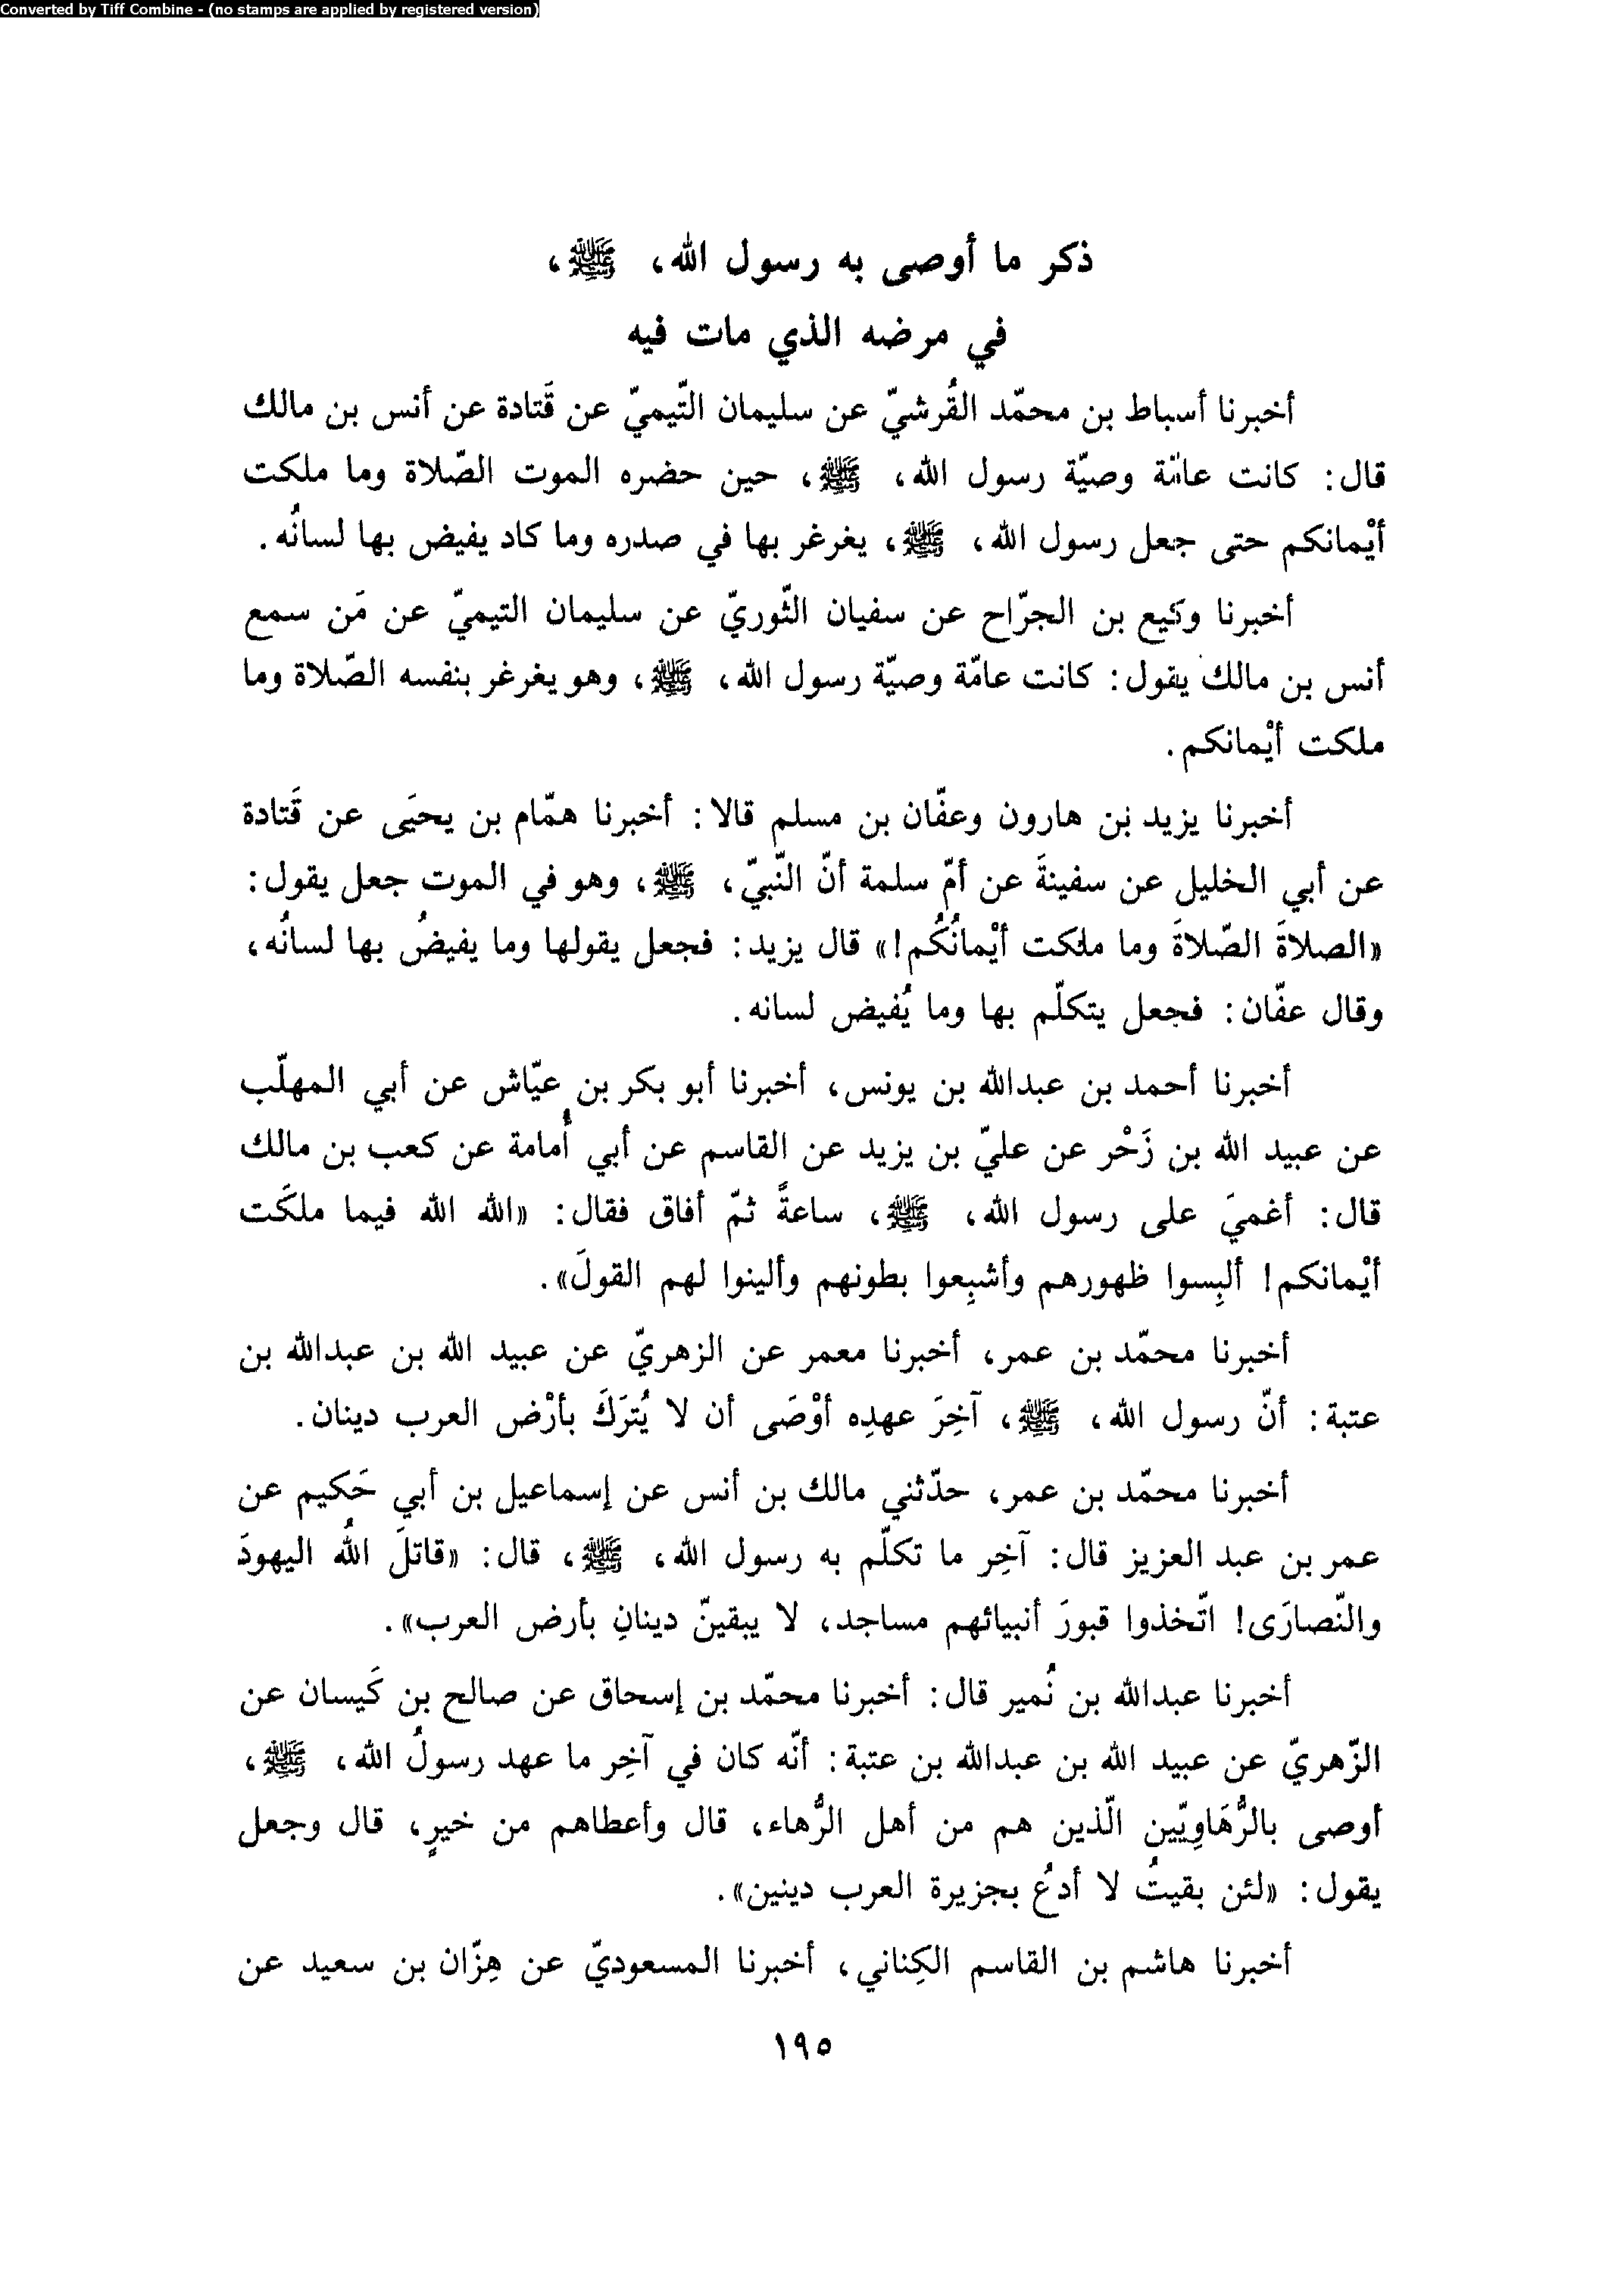 Converted by Tiff Combine - (no stamps are applied by registered version)
ذكر ما أوصى به رسول الله، ﷺ،
في مرضه الذي مات فيه
أخبرنا أسباط بن محمّد القُرشيّ عن سليمان التّيميّ عن قَتادة عن أنس بن مالك
قال: كانت عامّة وصيّة رسول الله، ﷺ، حين حضره الموت الصّلاة وما ملكت
أيْمانكم حتى جعل رسول الله، ﷺ، يغرغر بها في صدره وما كاد يفيض بها لسانُه.
أخبرنا وكيع بن الجرّاح عن سفيان الثّوريّ عن سليمان التيميّ عن مَن سمع
أنس بن مالك يقول: كانت عامّة وصيّة رسول الله، ﷺ، وهو يغرغر بنفسه الصّلاة وما
ملكت أيْمانكم.
أخبرنا يزيد بن هارون وعفّان بن مسلم قالا: أخبرنا همّام بن يحيَى عن قَتادة
عن أبي الخليل عن سفينةَ عن أمّ سلمة أنّ النّبيّ، ﷺ، وهو في الموت جعل يقول:
«الصلاةَ الصّلاةَ وما ملكت أيْمانُكُم!» قال يزيد: فجعل يقولها وما يفيضُ بها لسانُه،
وقال عفّان: فجعل يتكلّم بها وما يُفيض لسانه.
أخبرنا أحمد بن عبدالله بن يونس، أخبرنا أبو بكر بن عيّاش عن أبي المهلّب
عن عبيد الله بن زَحْر عن عليّ بن يزيد عن القاسم عن أبي أُمامة عن كعب بن مالك
قال: أغميَ على رسول الله، ﷺ، ساعةً ثمّ أفاق فقال: «الله الله فيما ملكَت
أيْمانكم! ألبِسوا ظهورهم وأشبِعوا بطونهم وألينوا لهم القولَ».
أخبرنا محمّد بن عمر، أخبرنا معمر عن الزهريّ عن عبيد الله بن عبدالله بن
عتبة: أنّ رسول الله، ﷺ، آخِرَ عهدِه أوْصَى أن لا يُترَكَ بأرْض العرب دينان.
أخبرنا محمّد بن عمر، حدّثني مالك بن أنس عن إسماعيل بن أبي حَكيم عن
عمر بن عبد العزيز قال: آخِر ما تكلّم به رسول الله، ﷺ، قال: «قاتلَ اللهُ اليهودَ
والنّصارَى! اتّخذوا قبورَ أنبيائهم مساجد، لا يبقينّ دينانِ بأرض العرب».
أخبرنا عبدالله بن نُمير قال: أخبرنا محمّد بن إسحاق عن صالح بن كَيسان عن
الزّهريّ عن عبيد الله بن عبدالله بن عتبة: أنّه كان في آخِر ما عهد رسولُ الله، ﷺ،
أوصى بالرُّهَاوِيّين الّذين هم من أهل الرُّهاء، قال وأعطاهم من خيرٍ، قال وجعل
يقول: «لئن بقيتُ لا أدعُ بجزيرة العرب دينين».
أخبرنا هاشم بن القاسم الكِناني، أخبرنا المسعوديّ عن هِزّان بن سعيد عن
١٩٥